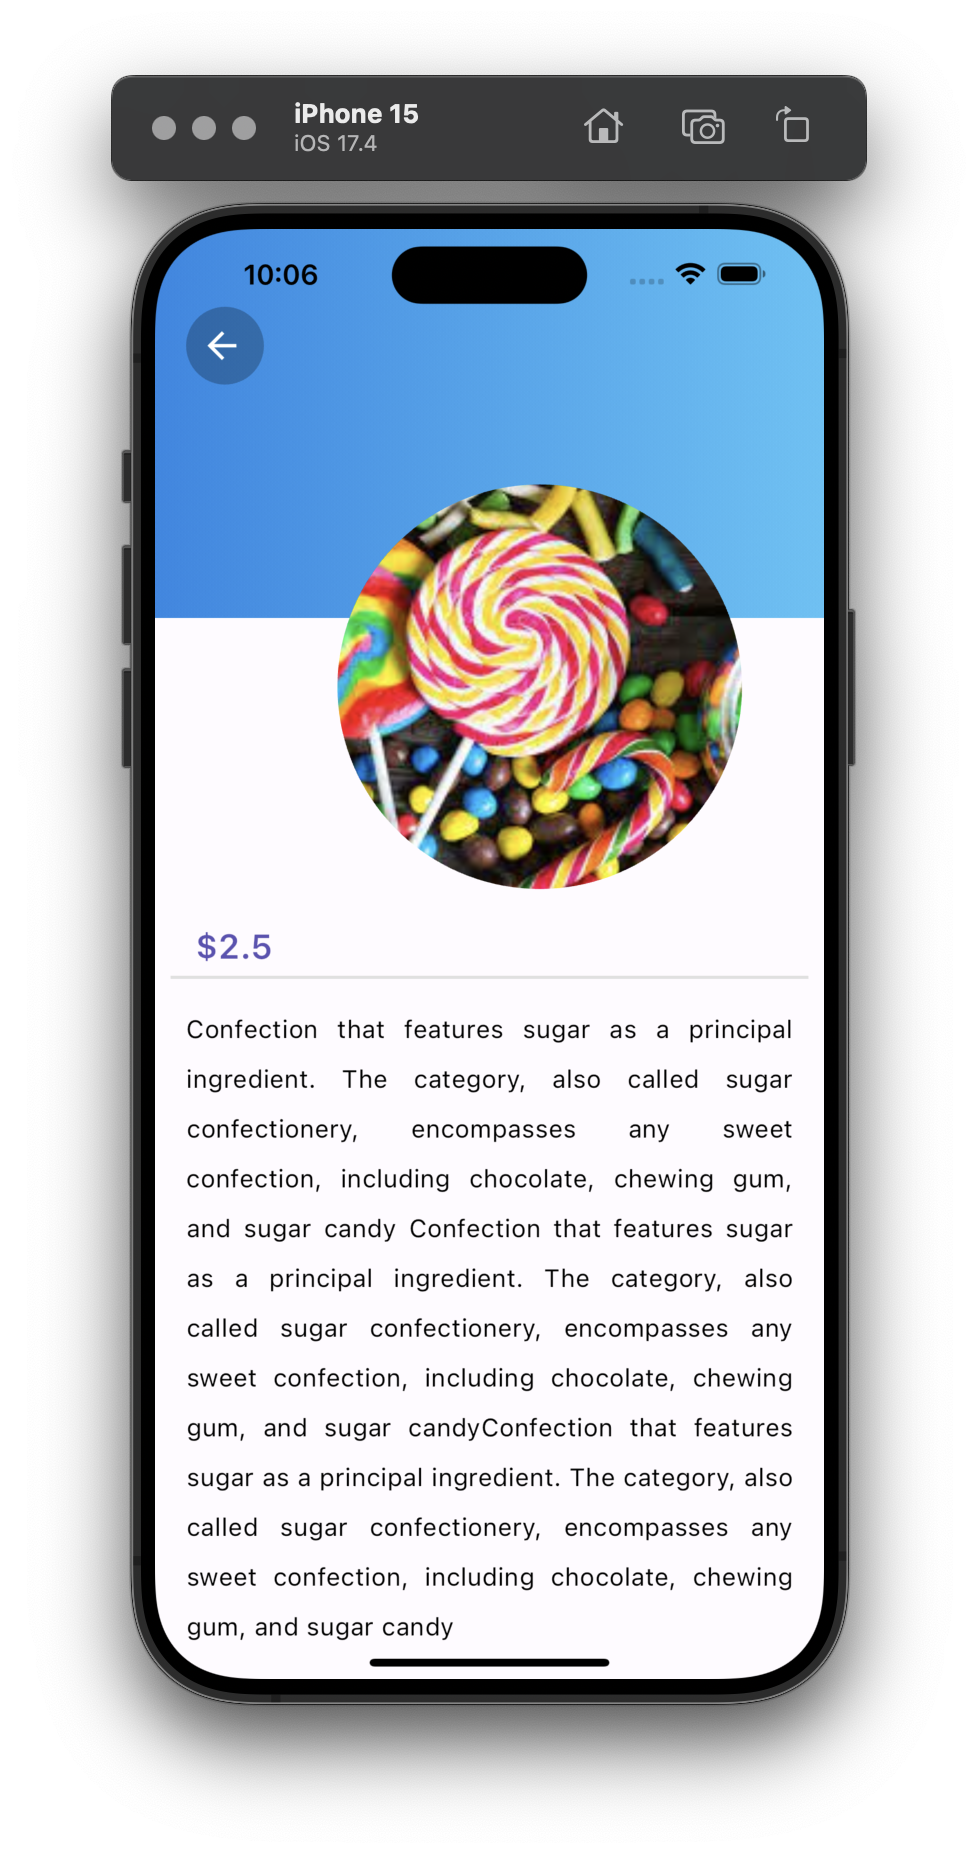 iPhone 15
iOS 17.4
10:06
$2.5
Confection that features sugar as a principal
ingredient. The category, also called sugar
confectionery, encompasses any sweet
confection, including chocolate, chewing gum,
and sugar candy Confection that features sugar
as a principal ingredient. The category, also
called sugar confectionery, encompasses any
sweet confection, including chocolate, chewing
gum, and sugar candyConfection that features
sugar as a principal ingredient. The category, also
called sugar confectionery, encompasses any
sweet confection, including chocolate, chewing
gum, and sugar candy